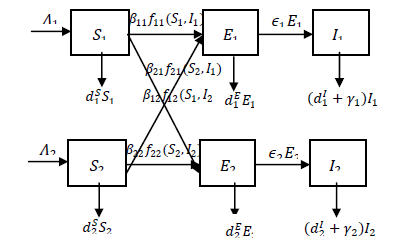 Λ₁ S₁ β₁₁f₁₁(S₁, I₁) E₁ ϵ₁E₁ I₁
β₂₁f₂₁(S₂, I₁)
β₁₂f₁₂(S₁, I₂
d₁ˢS₁ d₁ᴱE₁ (d₁ᴵ + γ₁)I₁
Λ₂ S₂ β₂₂f₂₂(S₂, I₂) E₂ ϵ₂E₂ I₂
d₂ˢS₂ d₂ᴱE₂ (d₂ᴵ + γ₂)I₂